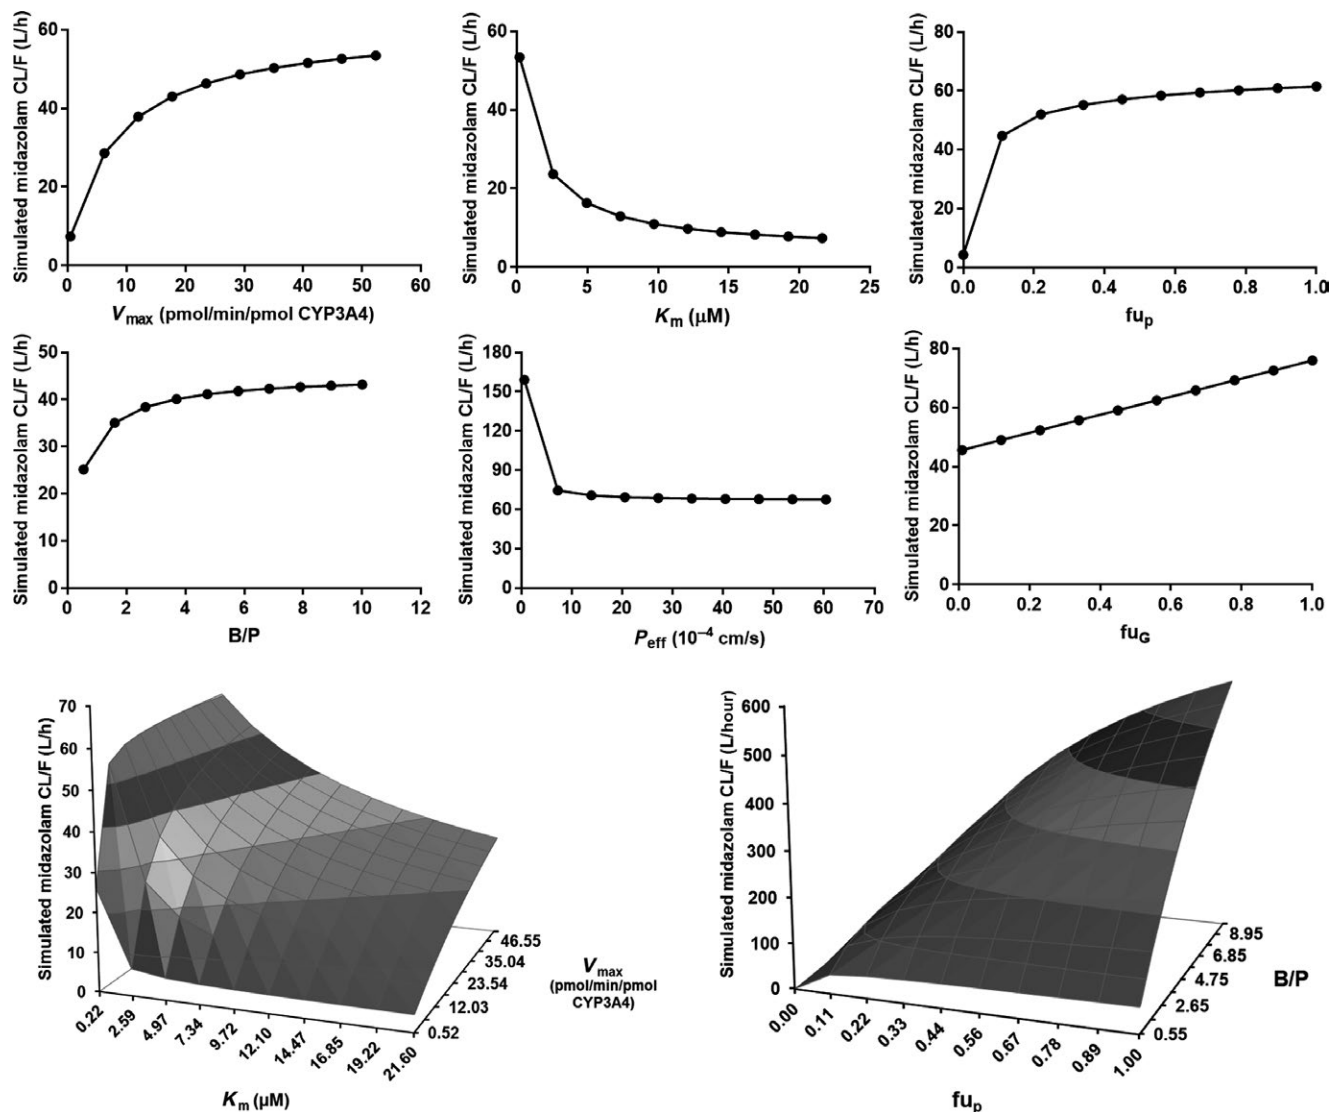 Simulated midazolam CL/F (L/h)
60
40
20
0
0 10 20 30 40 50 60
Vmax (pmol/min/pmol CYP3A4)
Simulated midazolam CL/F (L/h)
60
50
40
30
20
10
0
0 5 10 15 20 25
Km (μM)
Simulated midazolam CL/F (L/h)
80
60
40
20
0
0.0 0.2 0.4 0.6 0.8 1.0
fup
Simulated midazolam CL/F (L/h)
50
40
30
20
10
0
0 2 4 6 8 10 12
B/P
Simulated midazolam CL/F (L/h)
180
150
120
90
60
30
0
0 10 20 30 40 50 60 70
Peff (10–4 cm/s)
Simulated midazolam CL/F (L/h)
80
60
40
20
0
0.0 0.2 0.4 0.6 0.8 1.0
fuG
Simulated midazolam CL/F (L/h)
70
60
50
40
30
20
10
0
0.22 2.59 4.97 7.34 9.72 12.10 14.47 16.85 19.22 21.60
Km (μM)
46.55
35.04
23.54
12.03
0.52
Vmax
(pmol/min/pmol
CYP3A4)
Simulated midazolam CL/F (L/hour)
600
500
400
300
200
100
0
0.00 0.11 0.22 0.33 0.44 0.56 0.67 0.78 0.89 1.00
fup
8.95
6.85
4.75
2.65
0.55
B/P